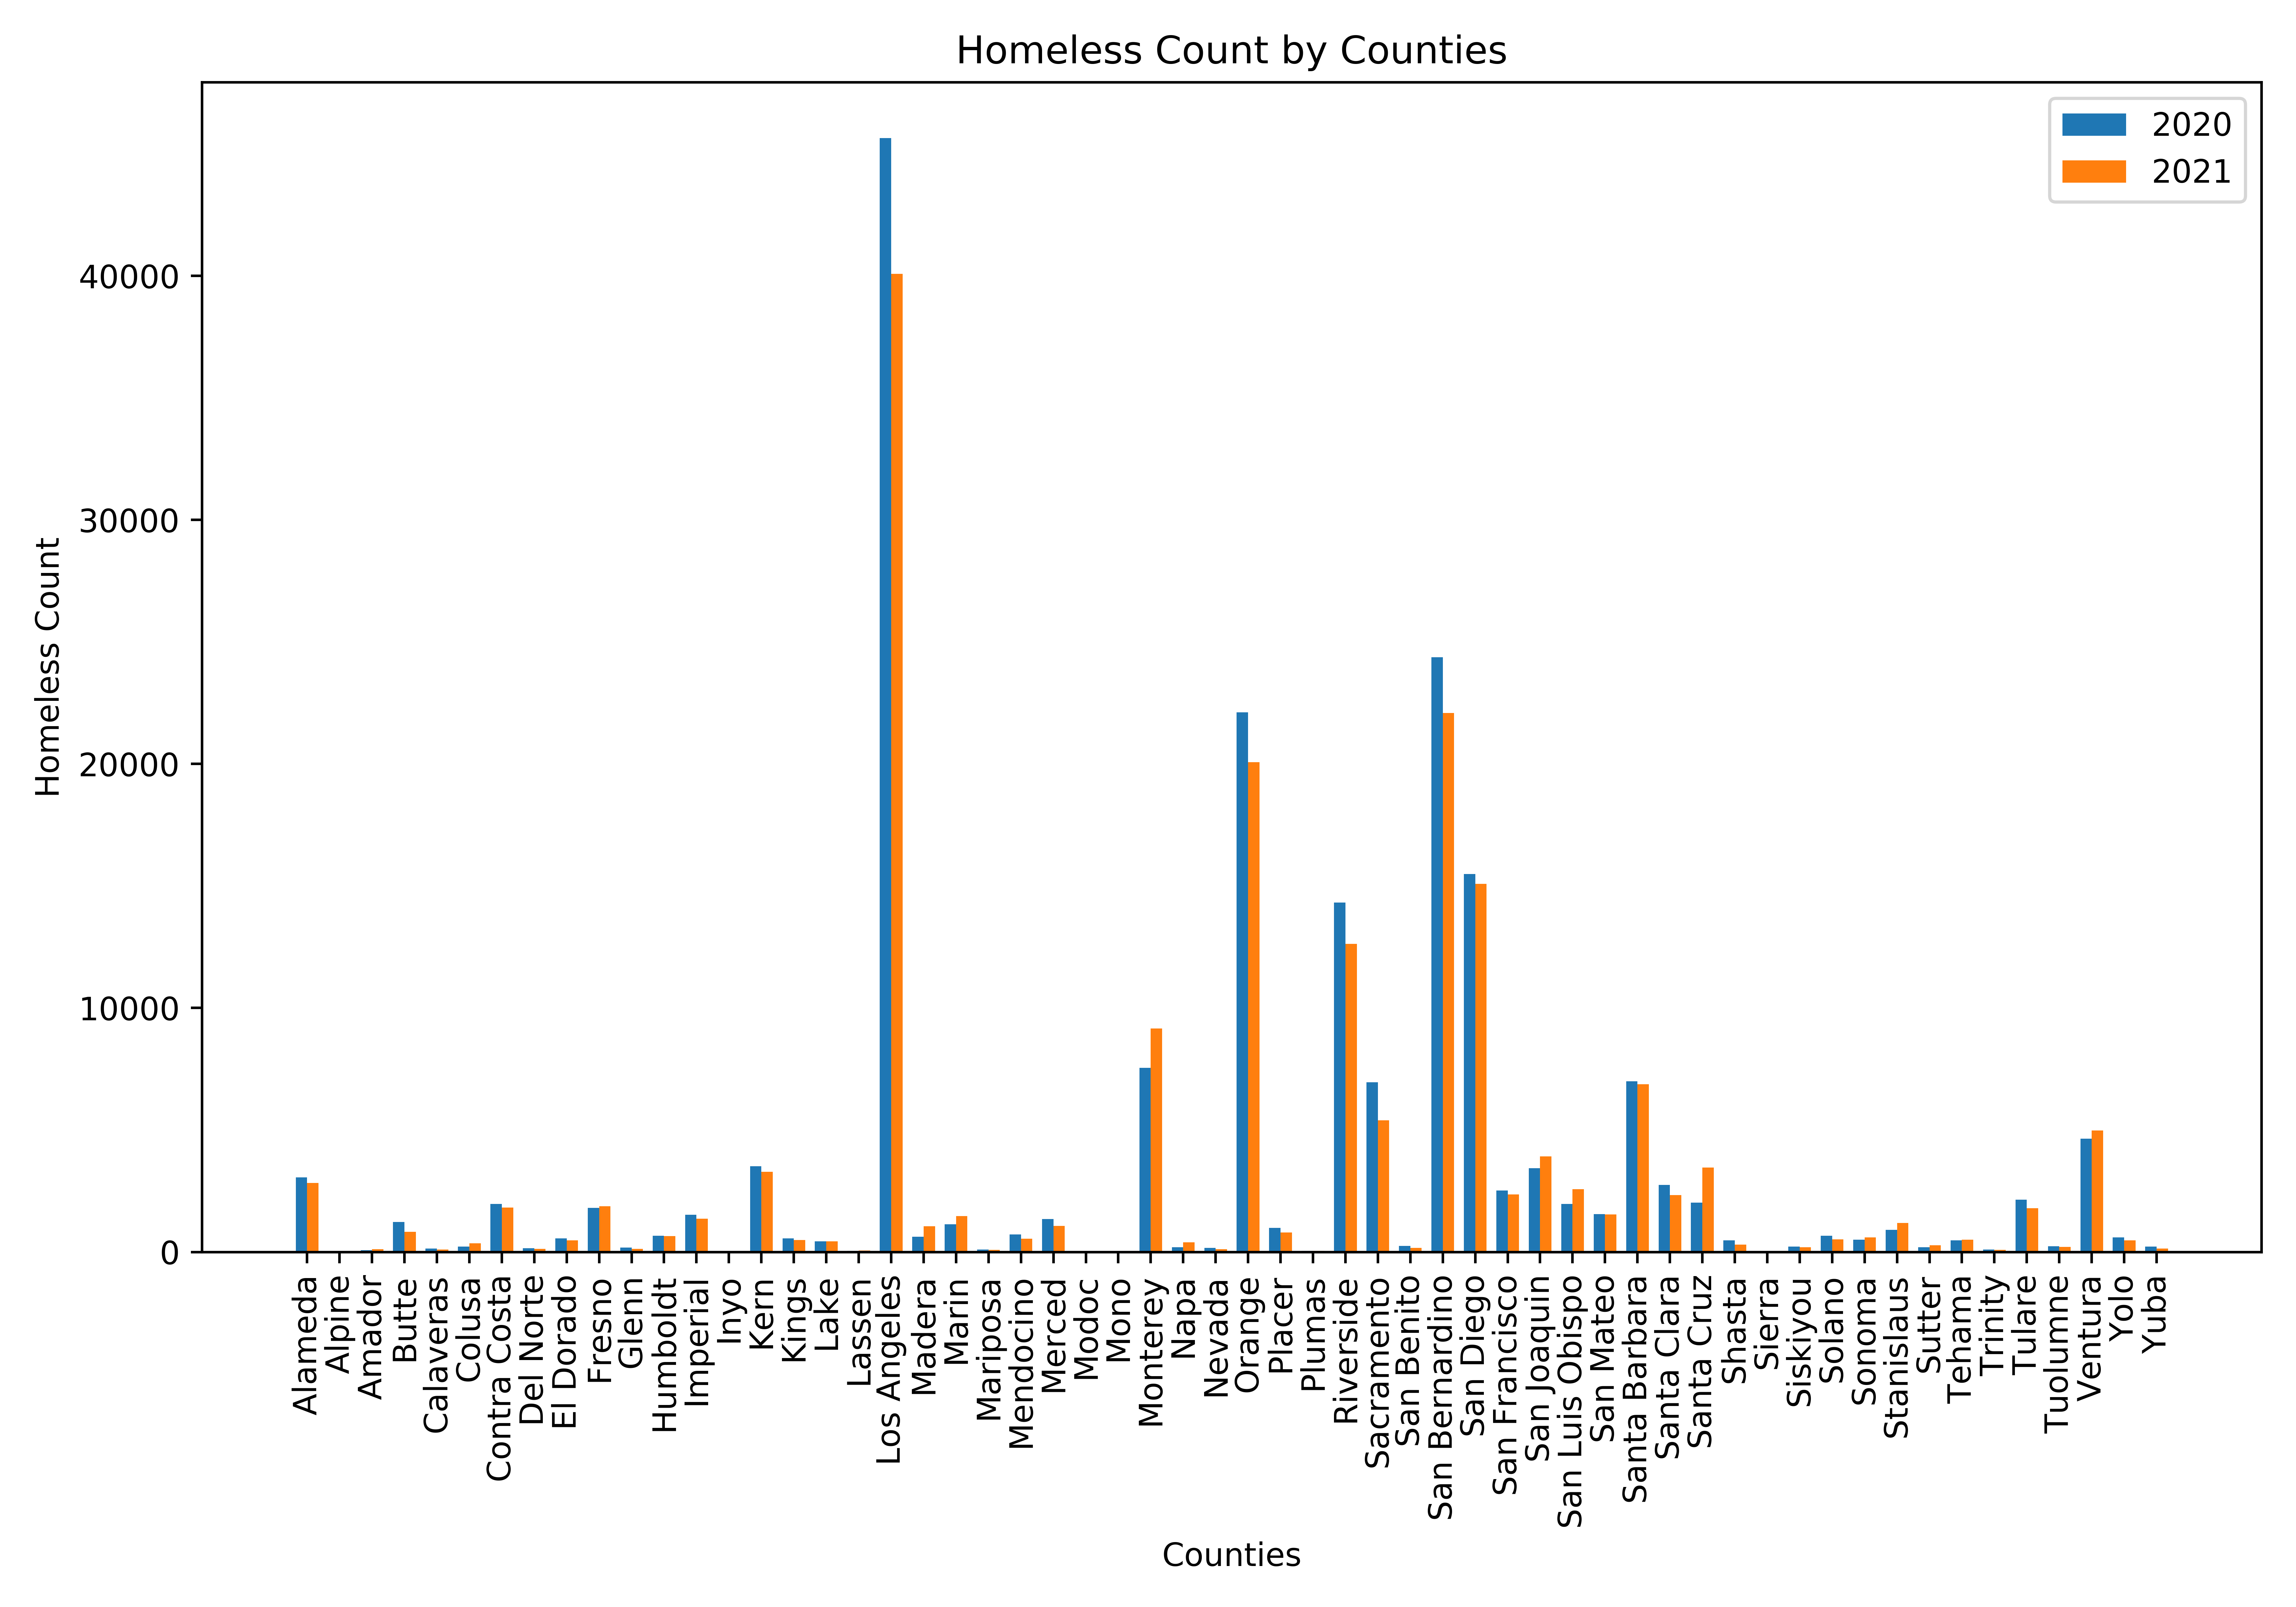 Homeless Count by Counties
2020
2021
Homeless Count
40000
30000
20000
10000
0
Alameda
Alpine
Amador
Butte
Calaveras
Colusa
Contra Costa
Del Norte
El Dorado
Fresno
Glenn
Humboldt
Imperial
Inyo
Kern
Kings
Lake
Lassen
Los Angeles
Madera
Marin
Mariposa
Mendocino
Merced
Modoc
Mono
Monterey
Napa
Nevada
Orange
Placer
Plumas
Riverside
Sacramento
San Benito
San Bernardino
San Diego
San Francisco
San Joaquin
San Luis Obispo
San Mateo
Santa Barbara
Santa Clara
Santa Cruz
Shasta
Sierra
Siskiyou
Solano
Sonoma
Stanislaus
Sutter
Tehama
Trinity
Tulare
Tuolumne
Ventura
Yolo
Yuba
Counties